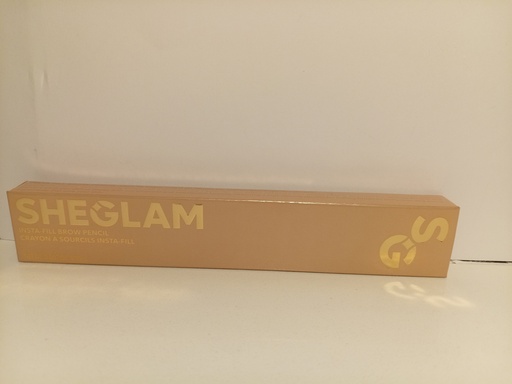 SHEGLAM
INSTA-FILL BROW PENCIL
CRAYON À SOURCILS INSTA-FILL
G S